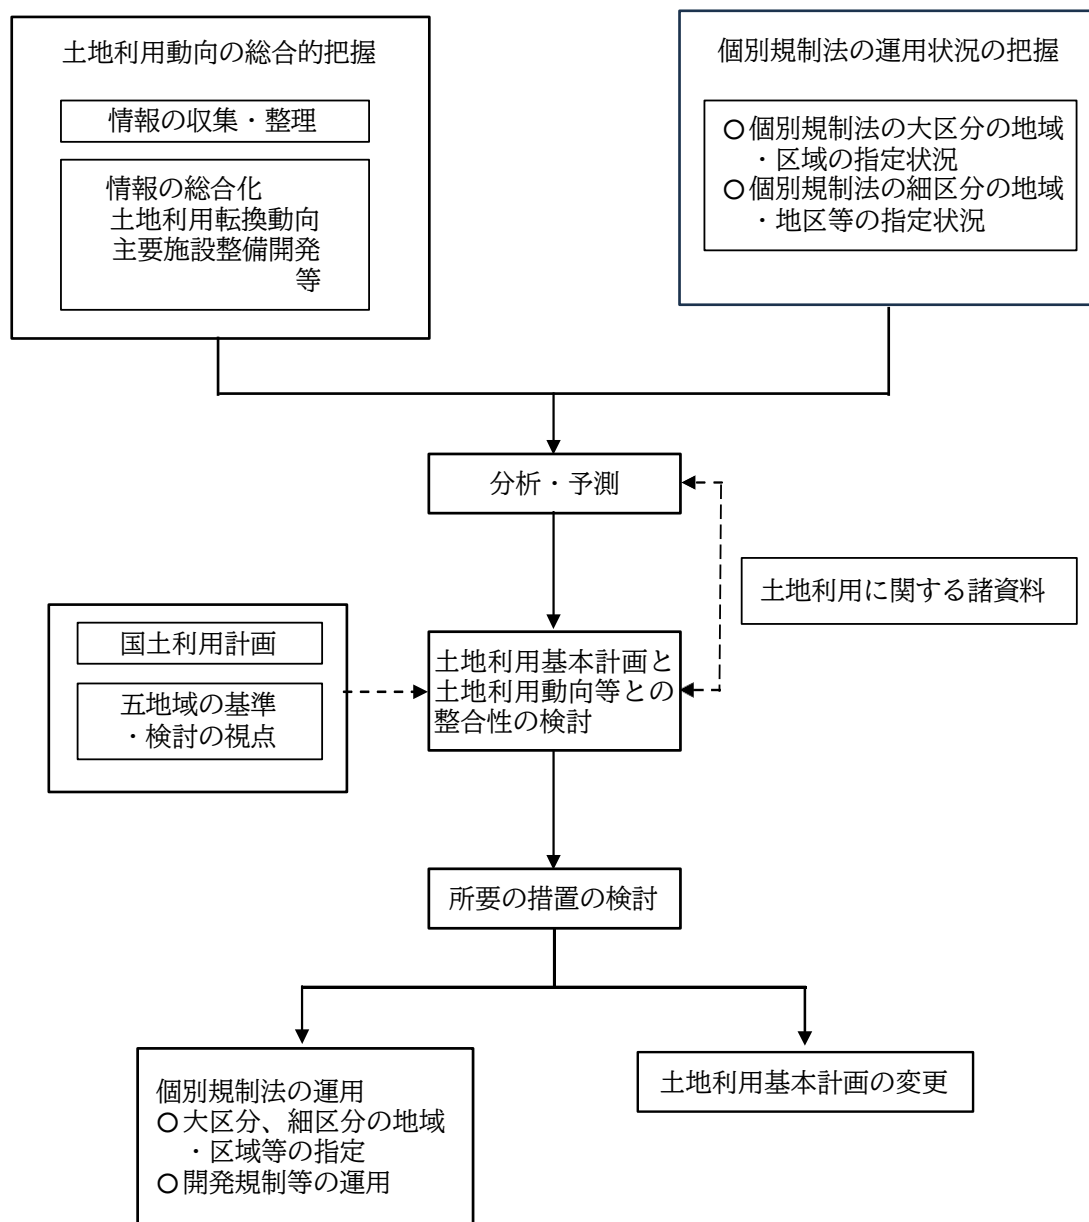 土地利用動向の総合的把握
情報の収集・整理
情報の総合化
土地利用転換動向
主要施設整備開発
等
個別規制法の運用状況の把握
○個別規制法の大区分の地域
・区域の指定状況
○個別規制法の細区分の地域
・地区等の指定状況
分析・予測
土地利用に関する諸資料
国土利用計画
五地域の基準
・検討の視点
土地利用基本計画と
土地利用動向等との
整合性の検討
所要の措置の検討
個別規制法の運用
○大区分、細区分の地域
・区域等の指定
○開発規制等の運用
土地利用基本計画の変更